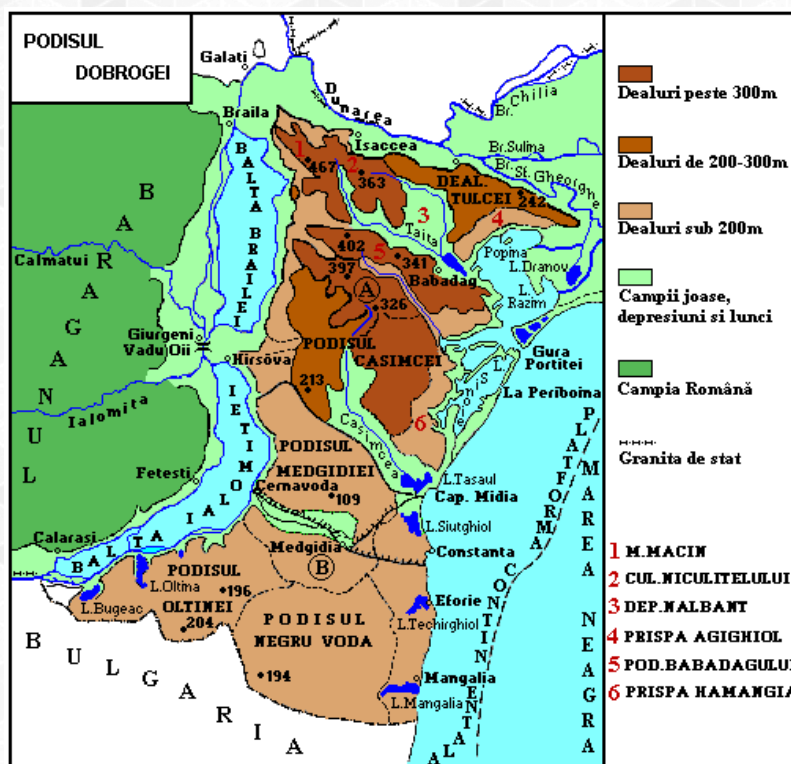 PODISUL
DOBROGEI
Galați
Braila
Dunarea
Isaccea
Br. Chilia
Br.Sulina
Br.Sf. Gheorghe
1
467
2
363
DEAL.
TULCEI
242
3
4
Taita
BALTA BRAILEI
BARAGANUL
Calmatui
402
5
341
397
Babadag
Popina
L.Dranov
L.
Razim
A
326
Giurgeni
Vadu Oii
Hirsova
PODISUL
CASIMCEI
Gura
Portitei
L. Sinoie
La Periboina
213
Ialomita
6
Casimcea
PODISUL
MEDGIDIEI
Fetesti
Cernavoda
109
L.Tasaul
Cap. Midia
L.Siutghiol
Calarasi
BALTA IALOMITEI
Medgidia
B
Constanta
PODISUL
OLTINEI
L.Oltina
196
L.Bugeac
204
Eforie
L.Techirghiol
PODISUL
NEGRU VODA
194
Mangalia
L.Mangalia
BULGARIA
PLATFORMA
CONTINENTALA
MAREA NEAGRA
Dealuri peste 300m
Dealuri de 200-300m
Dealuri sub 200m
Campii joase,
depresiuni si lunci
Campia Română
Granita de stat
1 M.MACIN
2 CUL.NICULITELULUI
3 DEP.NALBANT
4 PRISPA AGIGHIOL
5 POD.BABADAGULUI
6 PRISPA HAMANGIA